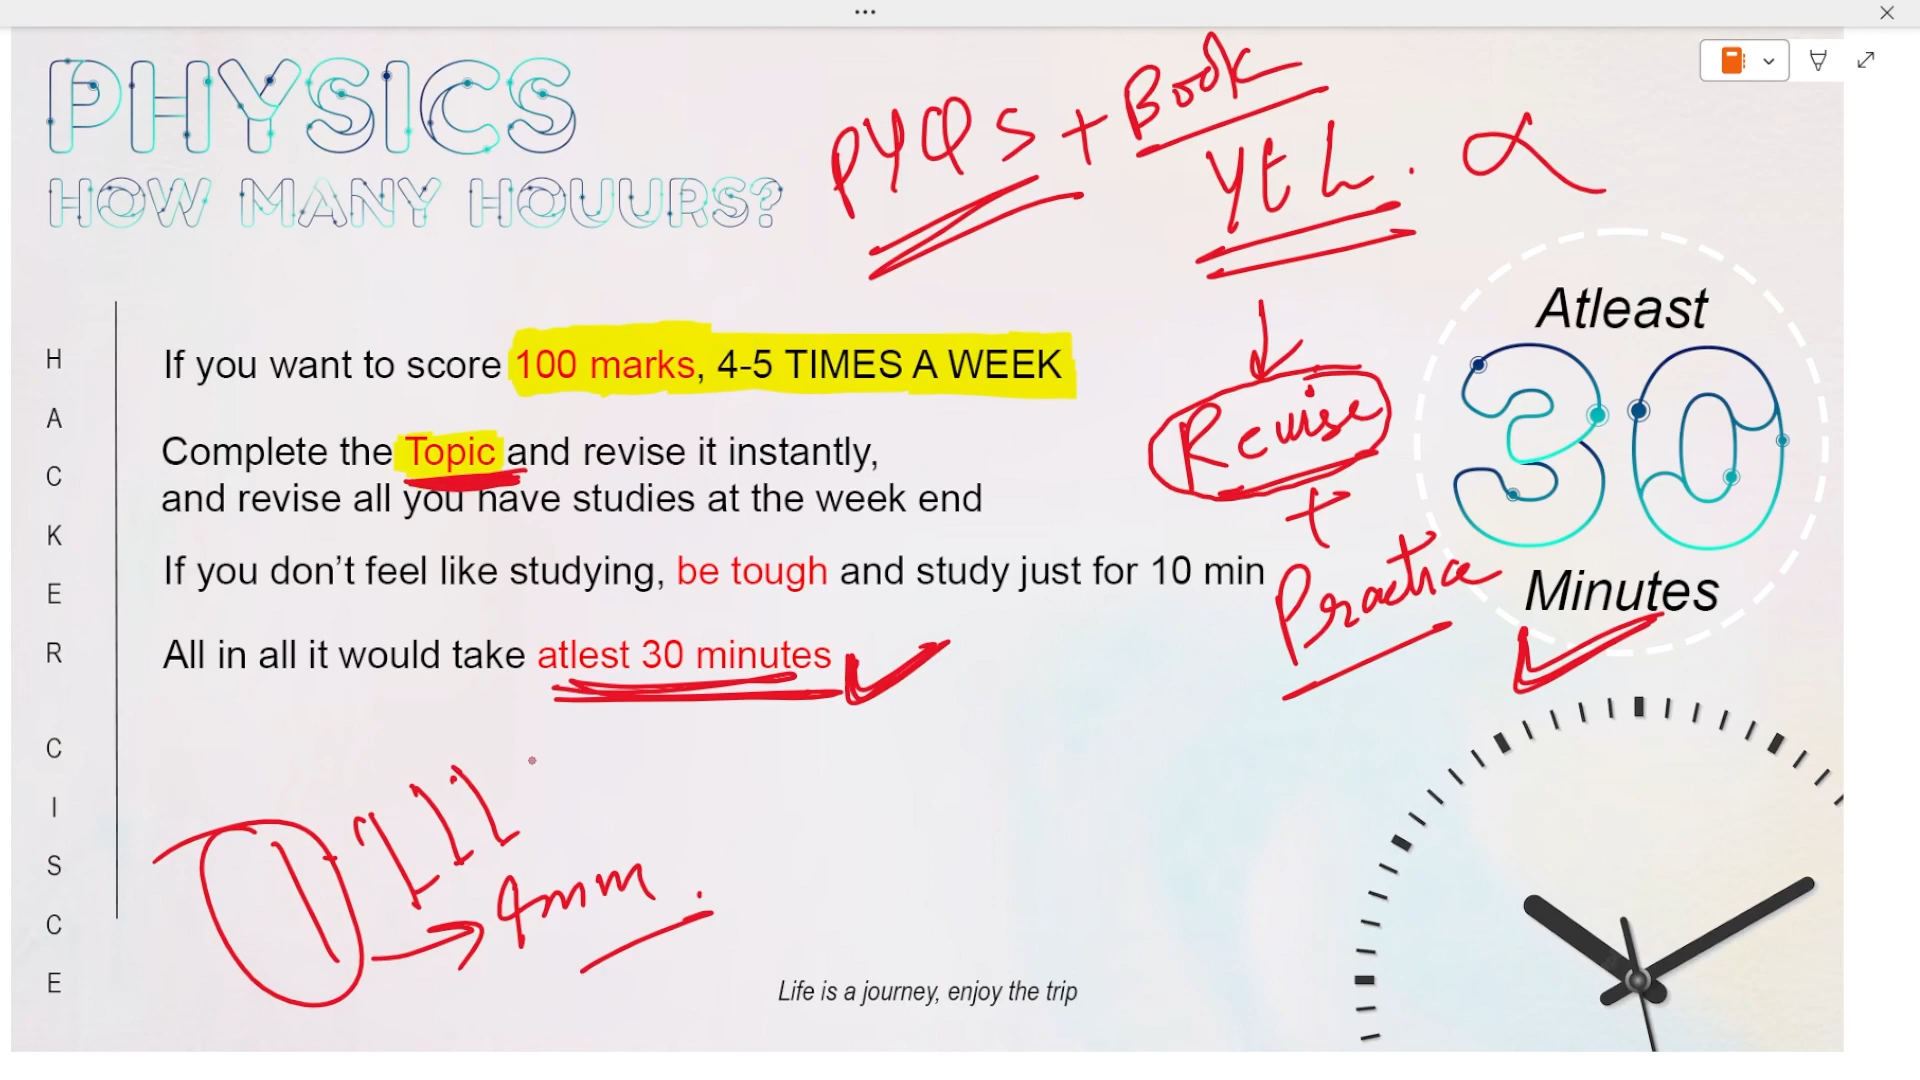 PHYSICS
HOW MANY HOUURS?
PYQs + Book
Yth. α
Atleast
30
Minutes
If you want to score 100 marks, 4-5 TIMES A WEEK
Complete the Topic and revise it instantly,
and revise all you have studies at the week end
If you don't feel like studying, be tough and study just for 10 min
All in all it would take atlest 30 minutes
Revise
+
Practice
HACKER CISCE
Life is a journey, enjoy the trip